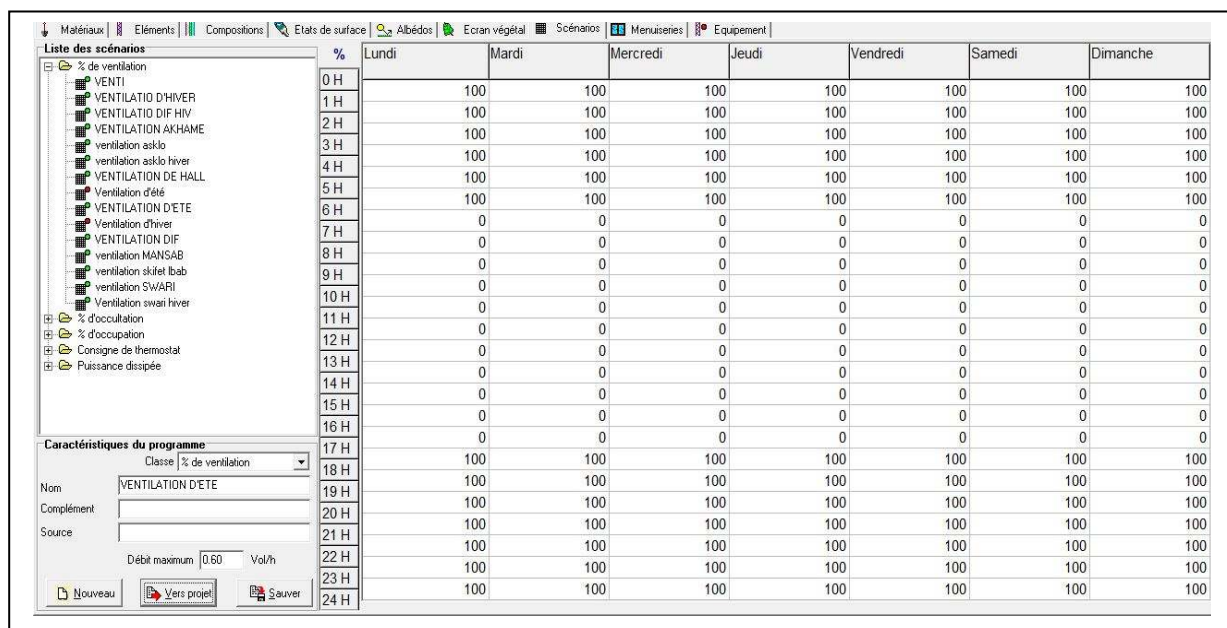 Matériaux Eléments Compositions Etats de surface Albédos Ecran végétal Scénarios Menuiseries Equipement
Liste des scénarios
% de ventilation
VENTI
VENTILATIO D'HIVER
VENTILATIO DIF HIV
VENTILATION AKHAME
ventilation asklo
ventilation asklo hiver
VENTILATION DE HALL
Ventilation d'été
VENTILATION D'ETE
Ventilation d'hiver
VENTILATION DIF
ventilation MANSAB
ventilation skifet lbab
ventilation SWARI
Ventilation swari hiver
% d'occultation
% d'occupation
Consigne de thermostat
Puissance dissipée
Caractéristiques du programme
Classe % de ventilation
Nom VENTILATION D'ETE
Complément
Source
Débit maximum 0.60 Vol/h
Nouveau Vers projet Sauver
% Lundi Mardi Mercredi Jeudi Vendredi Samedi Dimanche
0 H
100 100 100 100 100 100 100
1 H
100 100 100 100 100 100 100
2 H
100 100 100 100 100 100 100
3 H
100 100 100 100 100 100 100
4 H
100 100 100 100 100 100 100
5 H
100 100 100 100 100 100 100
6 H
0 0 0 0 0 0 0
7 H
0 0 0 0 0 0 0
8 H
0 0 0 0 0 0 0
9 H
0 0 0 0 0 0 0
10 H
0 0 0 0 0 0 0
11 H
0 0 0 0 0 0 0
12 H
0 0 0 0 0 0 0
13 H
0 0 0 0 0 0 0
14 H
0 0 0 0 0 0 0
15 H
0 0 0 0 0 0 0
16 H
0 0 0 0 0 0 0
17 H
100 100 100 100 100 100 100
18 H
100 100 100 100 100 100 100
19 H
100 100 100 100 100 100 100
20 H
100 100 100 100 100 100 100
21 H
100 100 100 100 100 100 100
22 H
100 100 100 100 100 100 100
23 H
100 100 100 100 100 100 100
24 H